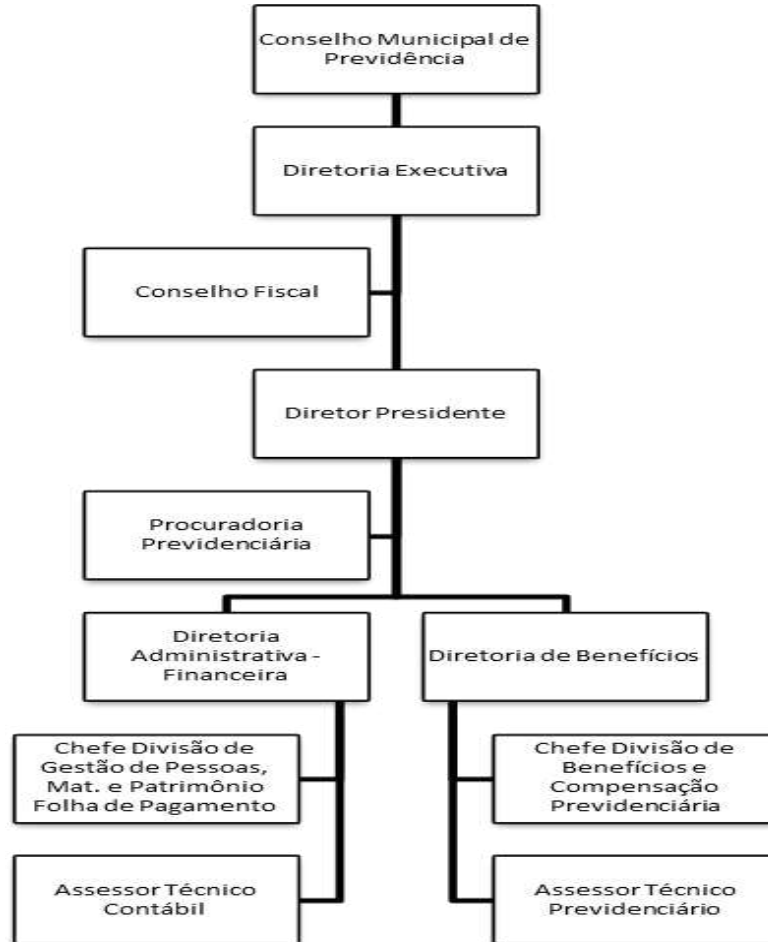 Conselho Municipal de
Previdência
Diretoria Executiva
Conselho Fiscal
Diretor Presidente
Procuradoria
Previdenciária
Diretoria
Administrativa -
Financeira
Diretoria de Benefícios
Chefe Divisão de
Gestão de Pessoas,
Mat. e Patrimônio
Folha de Pagamento
Chefe Divisão de
Benefícios e
Compensação
Previdenciária
Assessor Técnico
Contábil
Assessor Técnico
Previdenciário